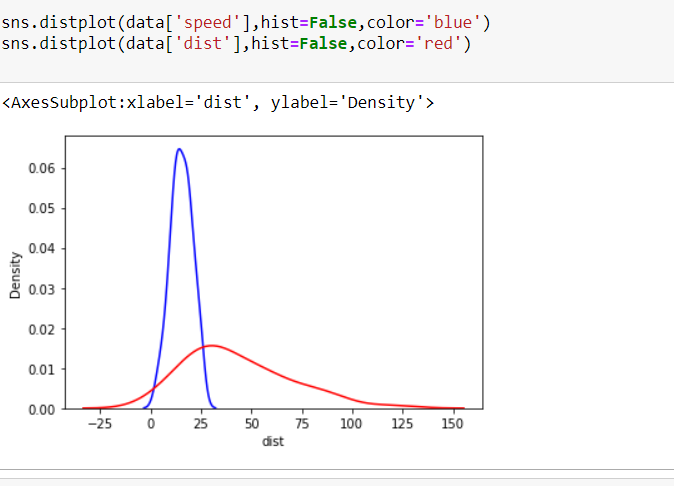 sns.distplot(data['speed'],hist=False,color='blue')
sns.distplot(data['dist'],hist=False,color='red')
<AxesSubplot:xlabel='dist', ylabel='Density'>
0.06
0.05
0.04
0.03
0.02
0.01
0.00
Density
−25 0 25 50 75 100 125 150
dist